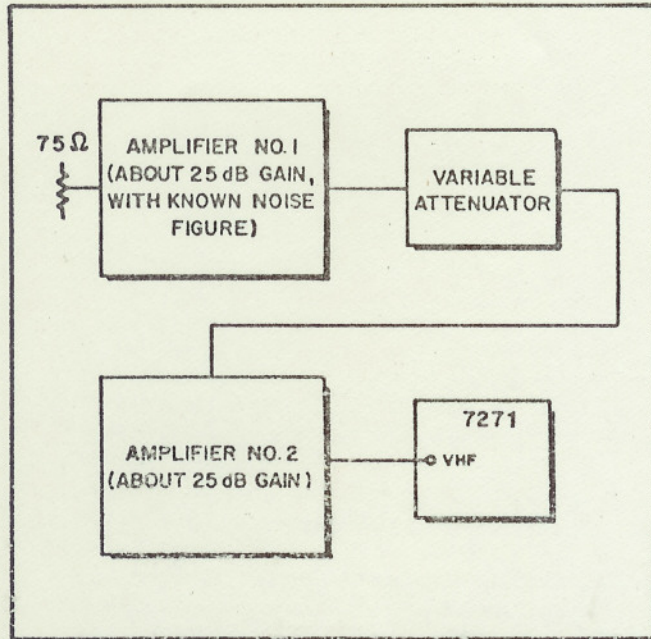 75Ω
AMPLIFIER NO. 1
(ABOUT 25 dB GAIN,
WITH KNOWN NOISE
FIGURE)
VARIABLE
ATTENUATOR
AMPLIFIER NO. 2
(ABOUT 25 dB GAIN)
7271
VHF